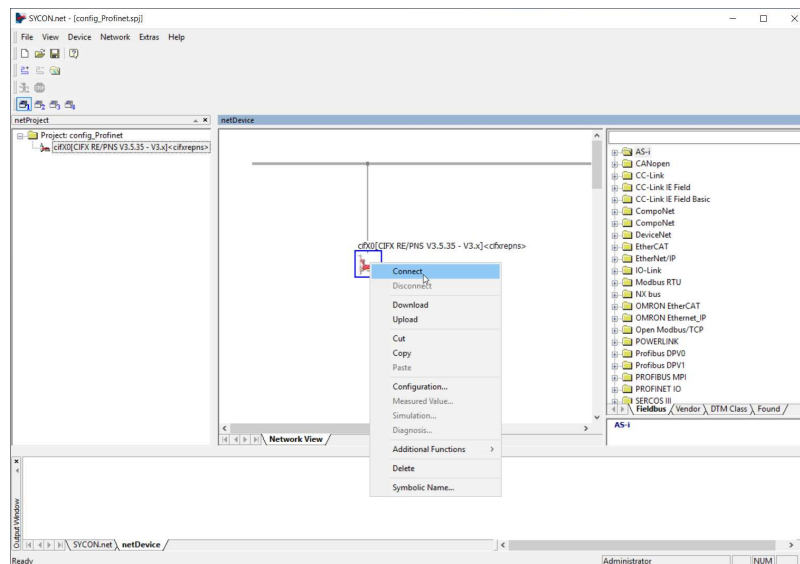 SYCON.net - [config_Profinet.spj]
File View Device Network Extras Help
netProject
netDevice
Project: config_Profinet
cifX0[CIFX RE/PNS V3.5.35 - V3.x]<cifxrepns>
cifX0[CIFX RE/PNS V3.5.35 - V3.x]<cifxrepns>
Connect
Disconnect
Download
Upload
Cut
Copy
Paste
Configuration...
Measured Value...
Simulation...
Diagnosis...
Additional Functions
Delete
Symbolic Name...
Network View
AS-i
CANopen
CC-Link
CC-Link IE Field
CC-Link IE Field Basic
CompoNet
CompoNet
DeviceNet
EtherCAT
EtherNet/IP
IO-Link
Modbus RTU
NX bus
OMRON EtherCAT
OMRON Ethernet_IP
Open Modbus/TCP
POWERLINK
Profibus DPV0
Profibus DPV1
PROFIBUS MPI
PROFINET IO
SERCOS III
Fieldbus Vendor DTM Class Found
AS-i
Output Window
SYCON.net netDevice
Ready
Administrator NUM